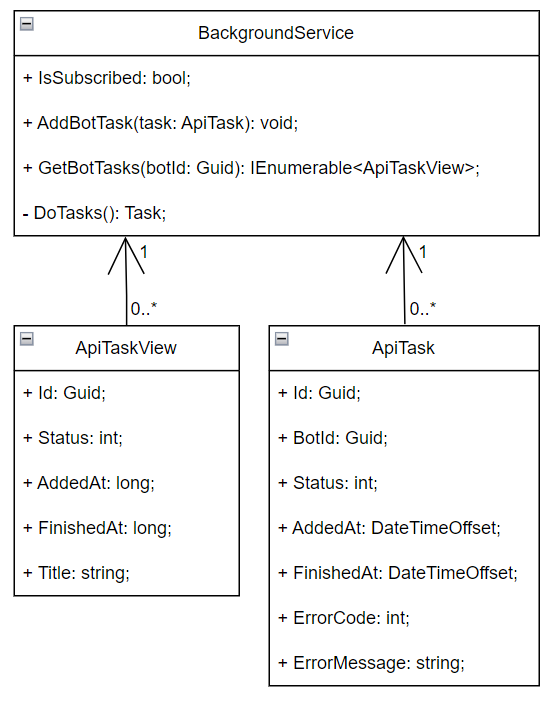 BackgroundService
+ IsSubscribed: bool;
+ AddBotTask(task: ApiTask): void;
+ GetBotTasks(botId: Guid): IEnumerable<ApiTaskView>;
- DoTasks(): Task;
1
1
0..*
0..*
ApiTaskView
+ Id: Guid;
+ Status: int;
+ AddedAt: long;
+ FinishedAt: long;
+ Title: string;
ApiTask
+ Id: Guid;
+ BotId: Guid;
+ Status: int;
+ AddedAt: DateTimeOffset;
+ FinishedAt: DateTimeOffset;
+ ErrorCode: int;
+ ErrorMessage: string;